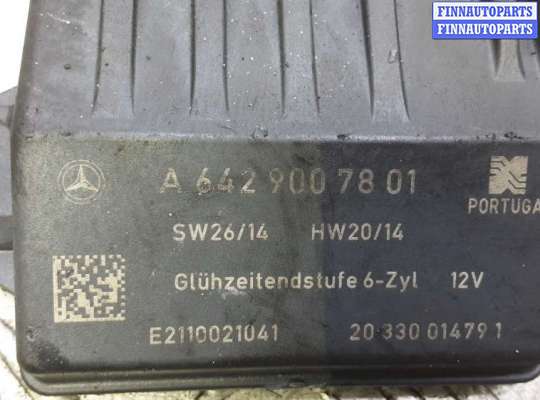 FINNAUTOPARTS
FINNAUTOPARTS
A 642 900 78 01
PORTUGA
SW26/14 HW20/14
Glühzeitendstufe 6-Zyl 12V
E2110021041 20 330 01479 1